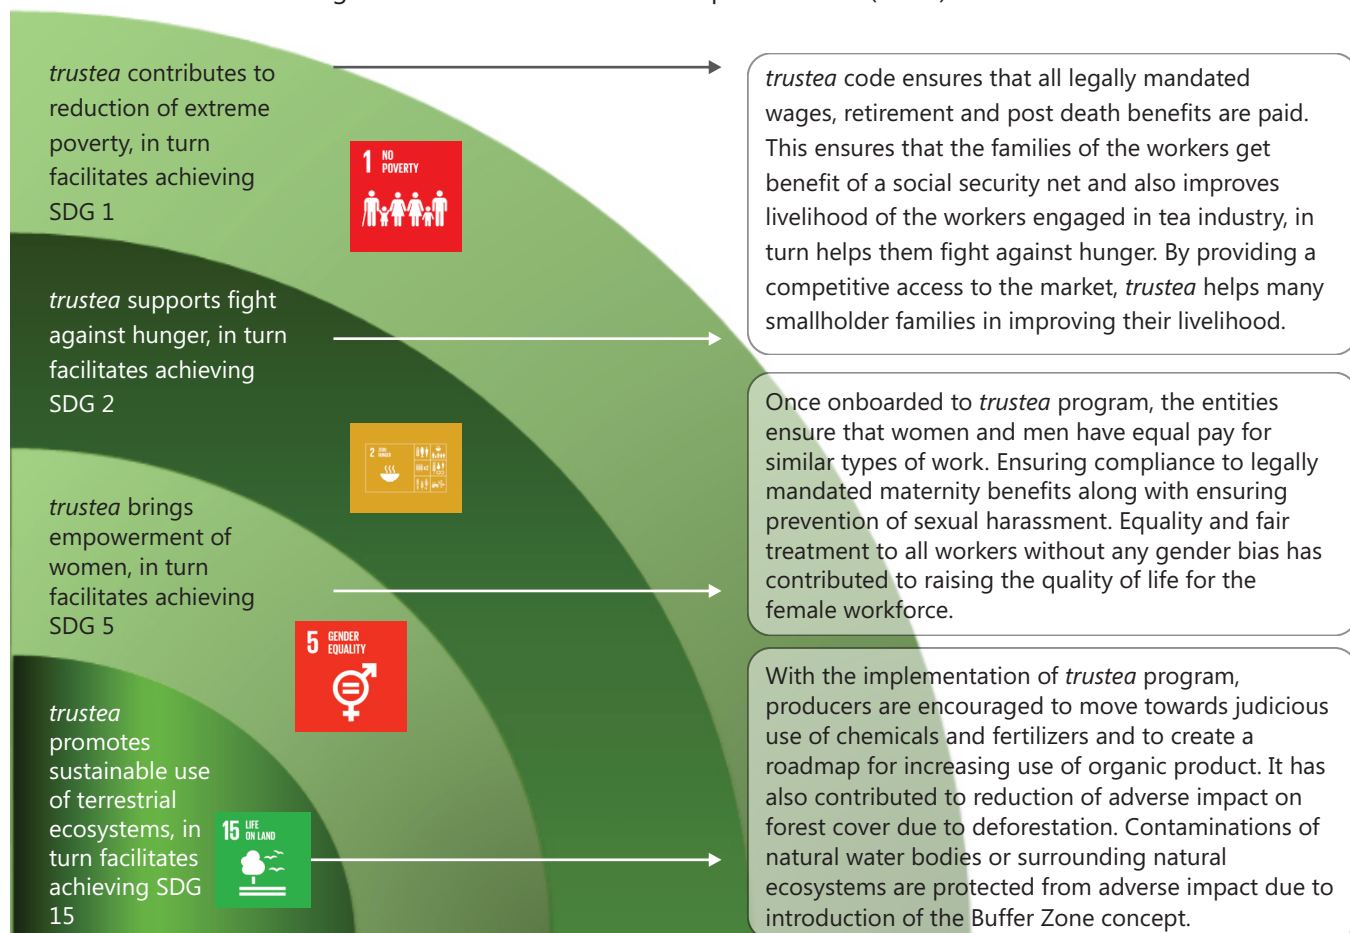 trustea contributes to
reduction of extreme
poverty, in turn
facilitates achieving
SDG 1
1 NO
POVERTY
trustea code ensures that all legally mandated
wages, retirement and post death benefits are paid.
This ensures that the families of the workers get
benefit of a social security net and also improves
livelihood of the workers engaged in tea industry, in
turn helps them fight against hunger. By providing a
competitive access to the market, trustea helps many
smallholder families in improving their livelihood.
trustea supports fight
against hunger, in turn
facilitates achieving
SDG 2
2 ZERO
HUNGER
trustea brings
empowerment of
women, in turn
facilitates achieving
SDG 5
5 GENDER
EQUALITY
Once onboarded to trustea program, the entities
ensure that women and men have equal pay for
similar types of work. Ensuring compliance to legally
mandated maternity benefits along with ensuring
prevention of sexual harassment. Equality and fair
treatment to all workers without any gender bias has
contributed to raising the quality of life for the
female workforce.
trustea
promotes
sustainable use
of terrestrial
ecosystems, in
turn facilitates
achieving SDG
15
15 LIFE
ON LAND
With the implementation of trustea program,
producers are encouraged to move towards judicious
use of chemicals and fertilizers and to create a
roadmap for increasing use of organic product. It has
also contributed to reduction of adverse impact on
forest cover due to deforestation. Contaminations of
natural water bodies or surrounding natural
ecosystems are protected from adverse impact due to
introduction of the Buffer Zone concept.